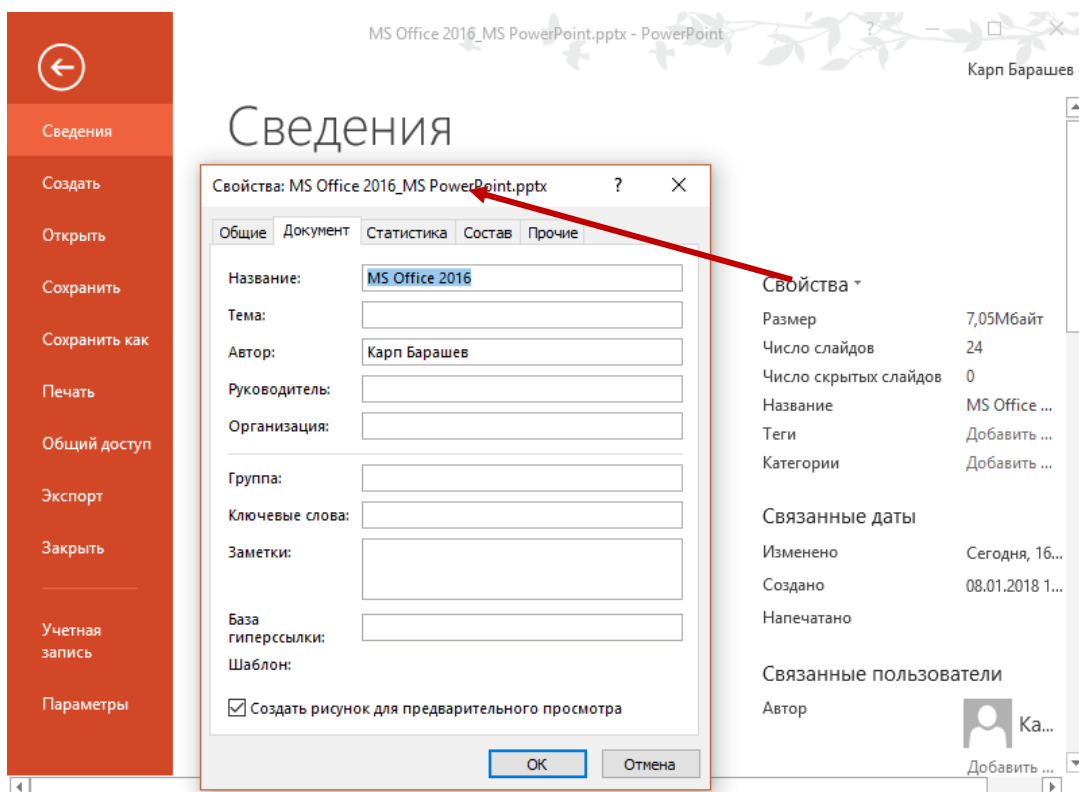 MS Office 2016_MS PowerPoint.pptx - PowerPoint
?
Карп Барашев
Сведения
Создать
Открыть
Сохранить
Сохранить как
Печать
Общий доступ
Экспорт
Закрыть
Учетная
запись
Параметры
Сведения
Свойства: MS Office 2016_MS PowerPoint.pptx ?
Общие Документ Статистика Состав Прочие
Название: MS Office 2016
Тема:
Автор: Карп Барашев
Руководитель:
Организация:
Группа:
Ключевые слова:
Заметки:
База
гиперссылки:
Шаблон:
Создать рисунок для предварительного просмотра
ОК Отмена
Свойства
Размер 7,05Мбайт
Число слайдов 24
Число скрытых слайдов 0
Название MS Office ...
Теги Добавить ...
Категории Добавить ...
Связанные даты
Изменено Сегодня, 16...
Создано 08.01.2018 1...
Напечатано
Связанные пользователи
Автор Ка...
Добавить ...